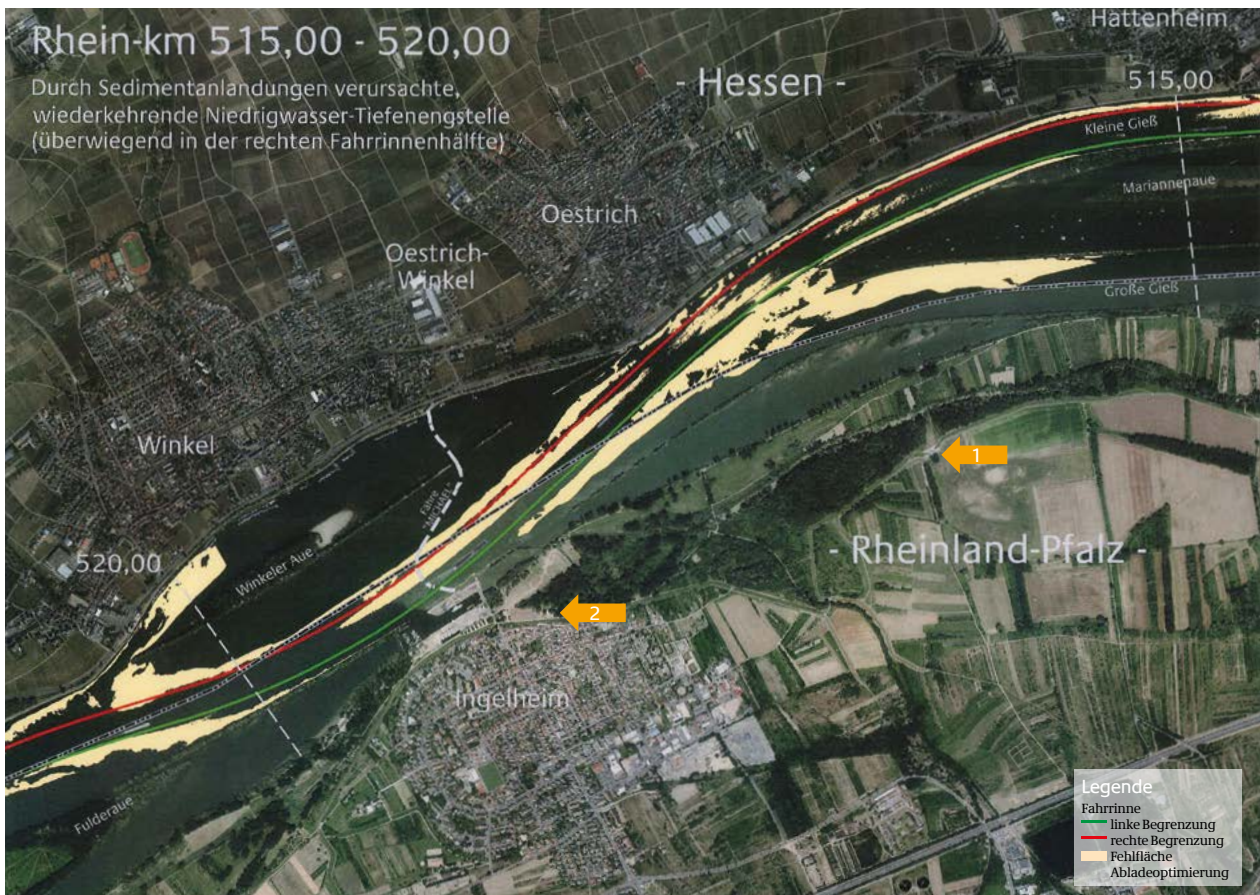 Rhein-km 515,00 - 520,00
Durch Sedimentanlandungen verursachte,
wiederkehrende Niedrigwasser-Tiefenengstelle
(überwiegend in der rechten Fahrrinnenhälfte)
Hattenheim
- Hessen -
515,00
Kleine Gieß
Mariannenaue
Oestrich
Oestrich-
Winkel
Große Gieß
Winkel
Fähre
1
- Rheinland-Pfalz -
520,00
Winkeler Aue
2
Ingelheim
Fulderaue
Legende
Fahrrinne
linke Begrenzung
rechte Begrenzung
Fehlfläche
Abladeoptimierung